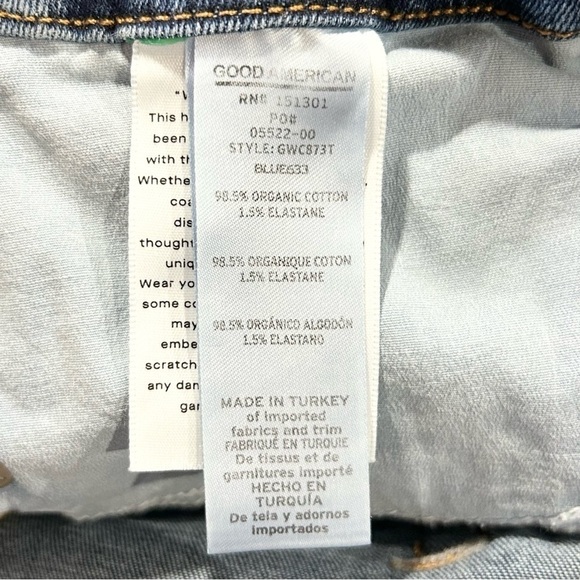 GOOD AMERICAN
RN# 151301
PO#
05522-00
STYLE: GWC873T
BLUE633
98.5% ORGANIC COTTON
1.5% ELASTANE
98.5% ORGANIQUE COTON
1.5% ELASTANE
98.5% ORGÁNICO ALGODÓN
1.5% ELASTANO
MADE IN TURKEY
of imported
fabrics and trim
FABRIQUÉ EN TURQUIE
De tissus et de
garnitures importé
HECHO EN
TURQUÍA
De tela y adornos
importados
This h
been
with th
Whethe
coa
dis
though
uniq
Wear yo
some co
may
embe
scratch
any dan
gar